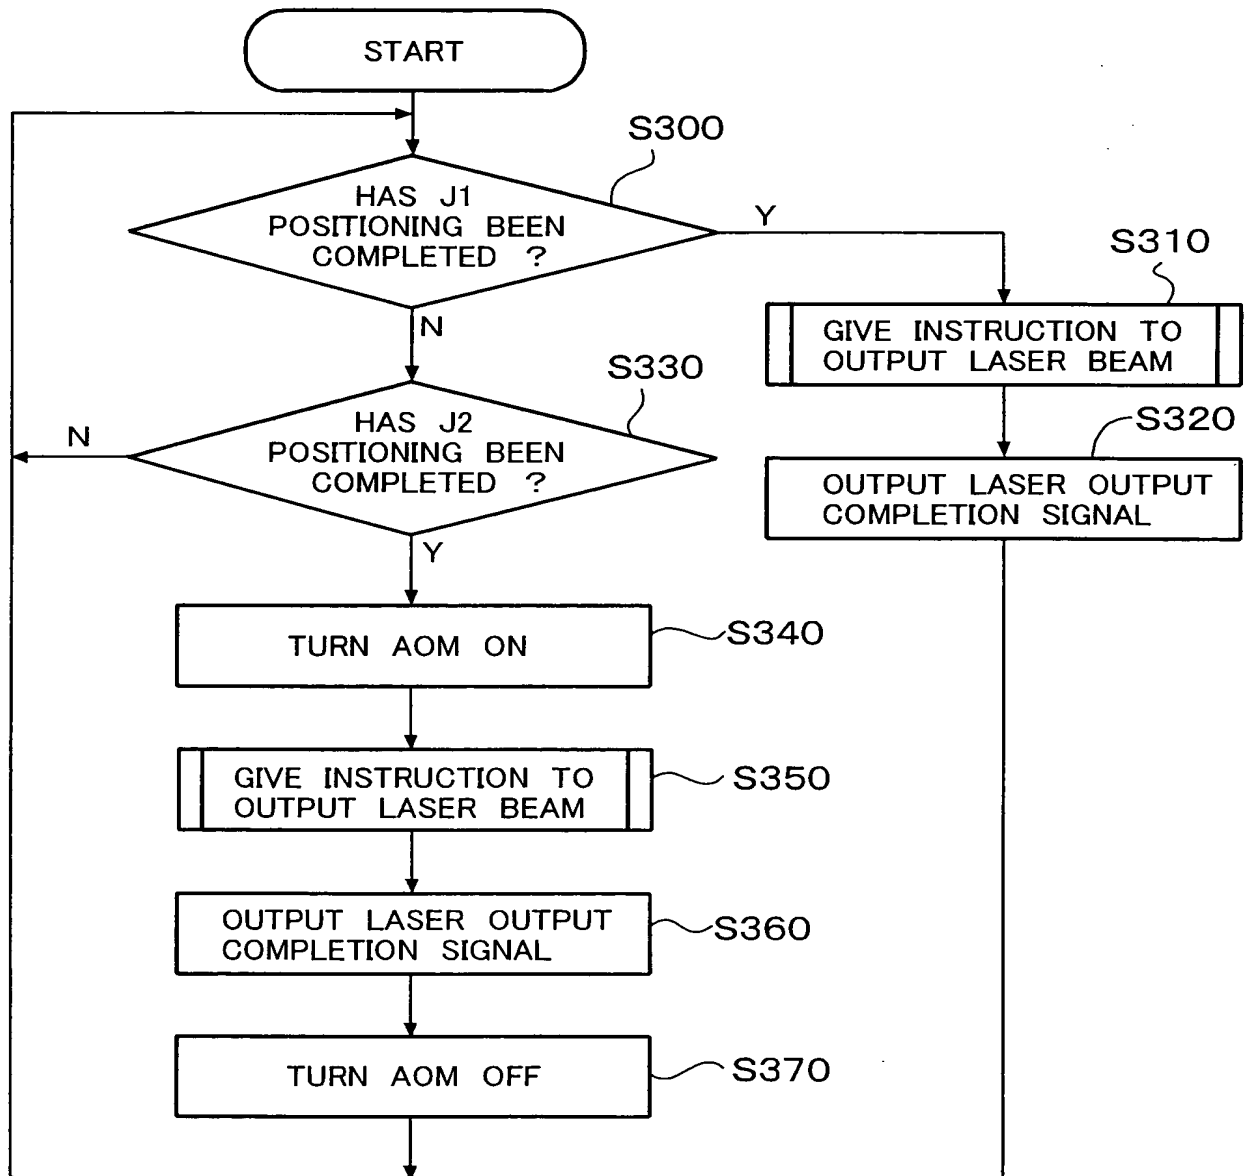 START
S300
HAS J1
POSITIONING BEEN
COMPLETED ?
Y
S310
GIVE INSTRUCTION TO
OUTPUT LASER BEAM
N
S330
HAS J2
POSITIONING BEEN
COMPLETED ?
N
S320
OUTPUT LASER OUTPUT
COMPLETION SIGNAL
Y
TURN AOM ON
S340
GIVE INSTRUCTION TO
OUTPUT LASER BEAM
S350
OUTPUT LASER OUTPUT
COMPLETION SIGNAL
S360
TURN AOM OFF
S370